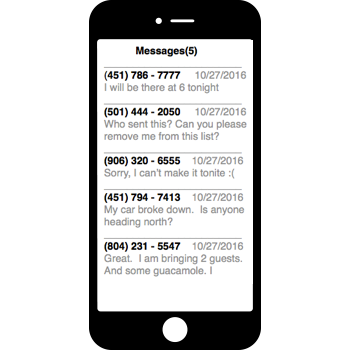 Messages(5)
(451) 786 - 7777 10/27/2016
I will be there at 6 tonight
(501) 444 - 2050 10/27/2016
Who sent this? Can you please
remove me from this list?
(906) 320 - 6555 10/27/2016
Sorry, I can't make it tonite :(
(451) 794 - 7413 10/27/2016
My car broke down. Is anyone
heading north?
(804) 231 - 5547 10/27/2016
Great. I am bringing 2 guests.
And some guacamole. I